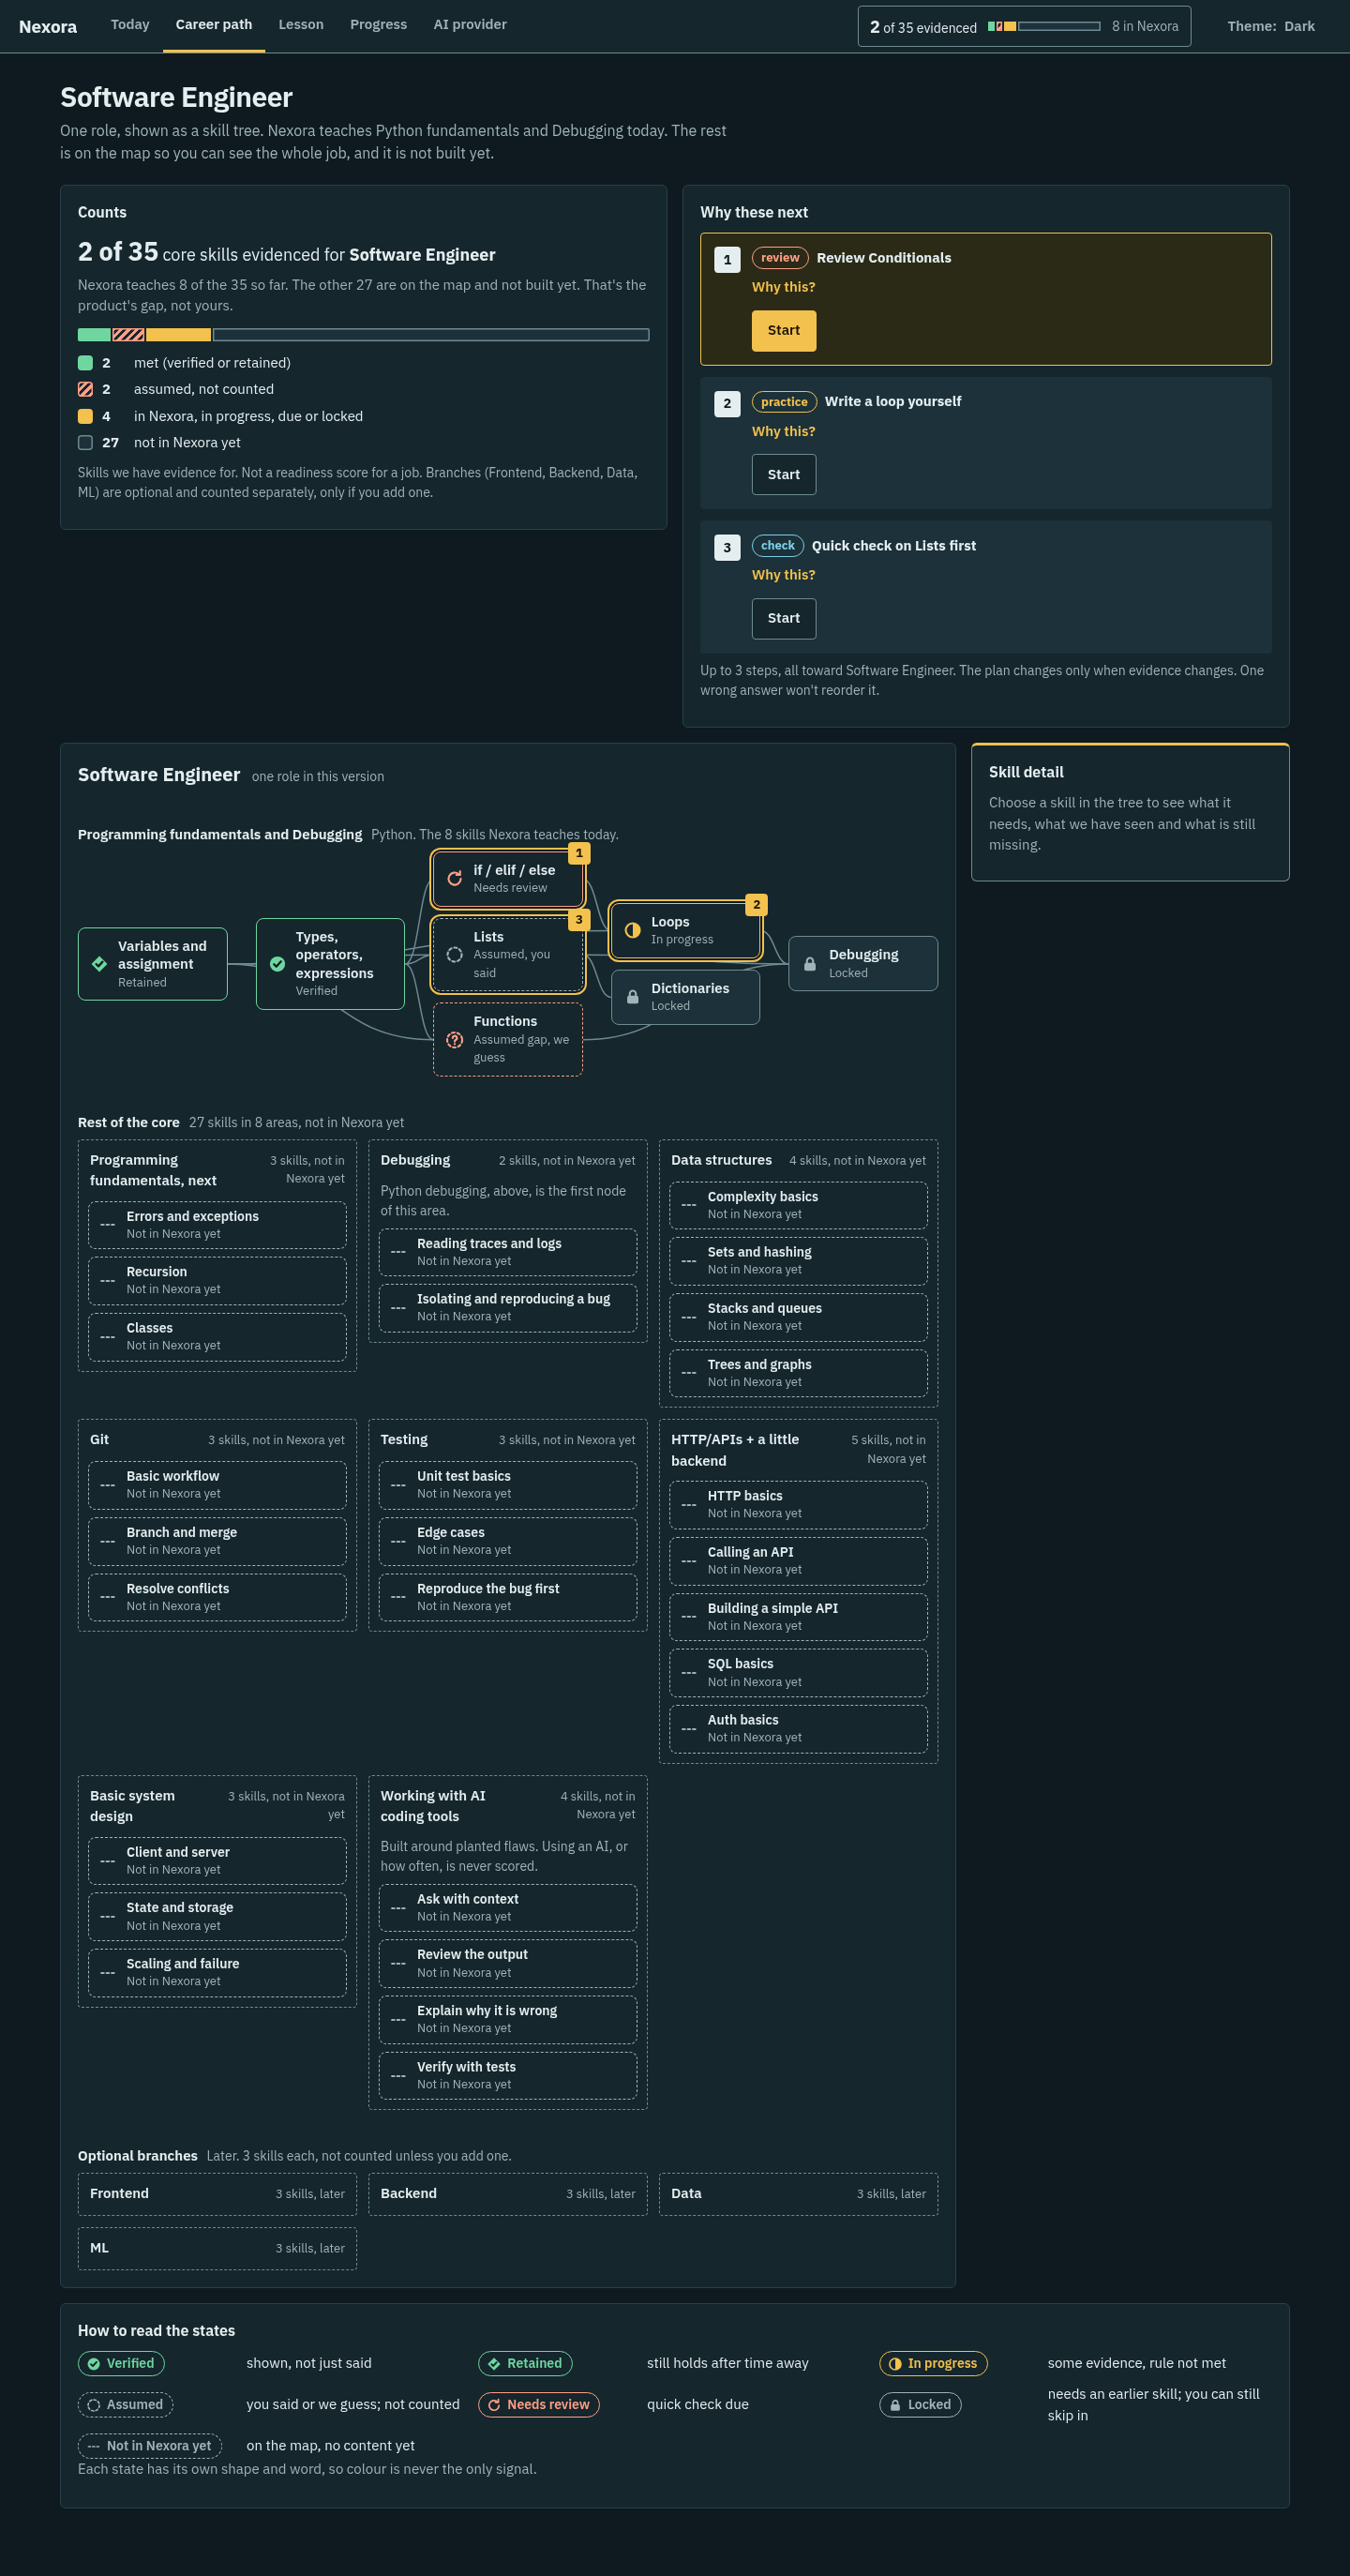 Nexora
Today
Career path
Lesson
Progress
AI provider
2 of 35 evidenced
8 in Nexora
Theme: Dark
Software Engineer
One role, shown as a skill tree. Nexora teaches Python fundamentals and Debugging today. The rest
is on the map so you can see the whole job, and it is not built yet.
Counts
2 of 35 core skills evidenced for Software Engineer
Nexora teaches 8 of the 35 so far. The other 27 are on the map and not built yet. That's the
product's gap, not yours.
2 met (verified or retained)
2 assumed, not counted
4 in Nexora, in progress, due or locked
27 not in Nexora yet
Skills we have evidence for. Not a readiness score for a job. Branches (Frontend, Backend, Data,
ML) are optional and counted separately, only if you add one.
Why these next
1 review Review Conditionals
Why this?
Start
2 practice Write a loop yourself
Why this?
Start
3 check Quick check on Lists first
Why this?
Start
Up to 3 steps, all toward Software Engineer. The plan changes only when evidence changes. One
wrong answer won't reorder it.
Software Engineer one role in this version
Programming fundamentals and Debugging Python. The 8 skills Nexora teaches today.
Variables and
assignment
Retained
Types,
operators,
expressions
Verified
1
if / elif / else
Needs review
3
Lists
Assumed, you
said
Functions
Assumed gap, we
guess
2
Loops
In progress
Dictionaries
Locked
Debugging
Locked
Skill detail
Choose a skill in the tree to see what it
needs, what we have seen and what is still
missing.
Rest of the core 27 skills in 8 areas, not in Nexora yet
Programming
fundamentals, next
3 skills, not in
Nexora yet
--- Errors and exceptions
Not in Nexora yet
--- Recursion
Not in Nexora yet
--- Classes
Not in Nexora yet
Debugging
2 skills, not in Nexora yet
Python debugging, above, is the first node
of this area.
--- Reading traces and logs
Not in Nexora yet
--- Isolating and reproducing a bug
Not in Nexora yet
Data structures
4 skills, not in Nexora yet
--- Complexity basics
Not in Nexora yet
--- Sets and hashing
Not in Nexora yet
--- Stacks and queues
Not in Nexora yet
--- Trees and graphs
Not in Nexora yet
Git
3 skills, not in Nexora yet
--- Basic workflow
Not in Nexora yet
--- Branch and merge
Not in Nexora yet
--- Resolve conflicts
Not in Nexora yet
Testing
3 skills, not in Nexora yet
--- Unit test basics
Not in Nexora yet
--- Edge cases
Not in Nexora yet
--- Reproduce the bug first
Not in Nexora yet
HTTP/APIs + a little
backend
5 skills, not in
Nexora yet
--- HTTP basics
Not in Nexora yet
--- Calling an API
Not in Nexora yet
--- Building a simple API
Not in Nexora yet
--- SQL basics
Not in Nexora yet
--- Auth basics
Not in Nexora yet
Basic system
design
3 skills, not in Nexora
yet
--- Client and server
Not in Nexora yet
--- State and storage
Not in Nexora yet
--- Scaling and failure
Not in Nexora yet
Working with AI
coding tools
4 skills, not in
Nexora yet
Built around planted flaws. Using an AI, or
how often, is never scored.
--- Ask with context
Not in Nexora yet
--- Review the output
Not in Nexora yet
--- Explain why it is wrong
Not in Nexora yet
--- Verify with tests
Not in Nexora yet
Optional branches Later. 3 skills each, not counted unless you add one.
Frontend 3 skills, later
Backend 3 skills, later
Data 3 skills, later
ML 3 skills, later
How to read the states
Verified shown, not just said
Retained still holds after time away
In progress some evidence, rule not met
Assumed you said or we guess; not counted
Needs review quick check due
Locked needs an earlier skill; you can still
skip in
--- Not in Nexora yet on the map, no content yet
Each state has its own shape and word, so colour is never the only signal.